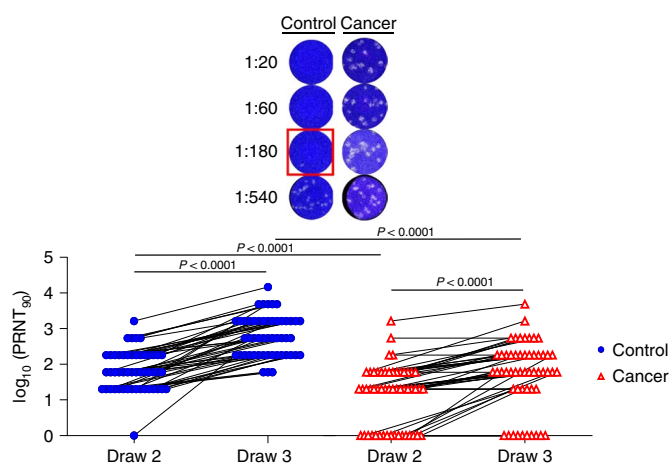 Control Cancer
1:20
1:60
1:180
1:540
P < 0.0001
P < 0.0001
P < 0.0001
P < 0.0001
log10 (PRNT90)
5
4
3
2
1
0
Draw 2 Draw 3 Draw 2 Draw 3
Control
Cancer